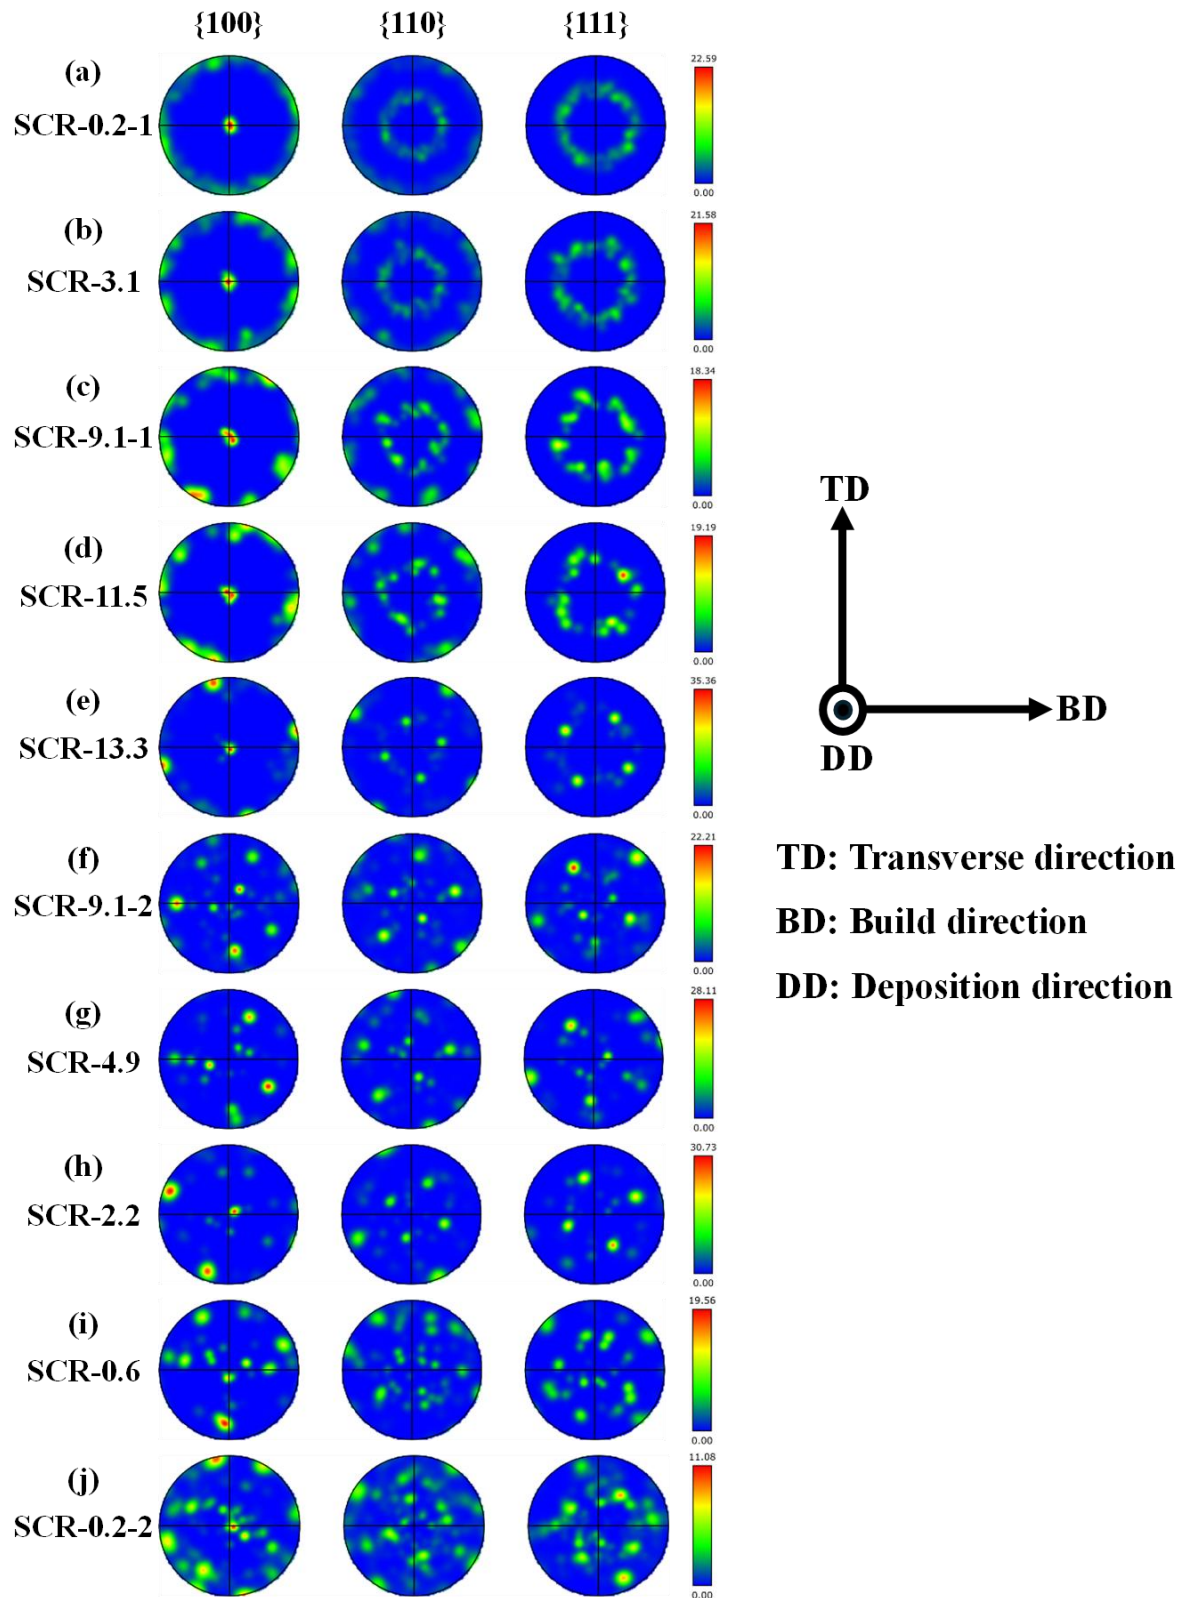 {100} {110} {111}
(a)
SCR-0.2-1
22.59
0.00
(b)
SCR-3.1
21.58
0.00
(c)
SCR-9.1-1
18.34
0.00
(d)
SCR-11.5
19.19
0.00
(e)
SCR-13.3
35.36
0.00
(f)
SCR-9.1-2
22.21
0.00
(g)
SCR-4.9
28.11
0.00
(h)
SCR-2.2
30.73
0.00
(i)
SCR-0.6
19.56
0.00
(j)
SCR-0.2-2
11.08
0.00
TD
BD
DD
TD: Transverse direction
BD: Build direction
DD: Deposition direction